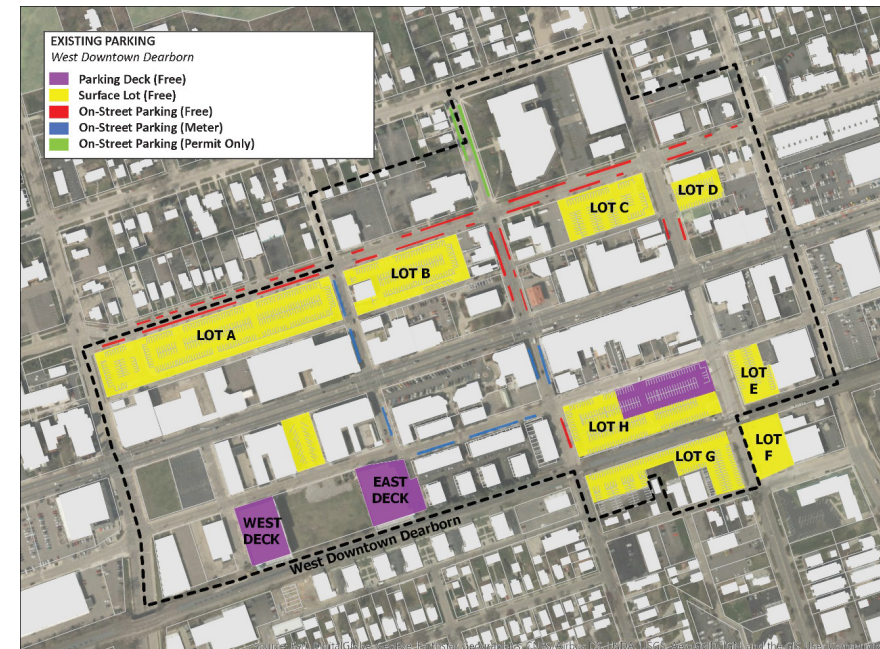 EXISTING PARKING
West Downtown Dearborn
Parking Deck (Free)
Surface Lot (Free)
On-Street Parking (Free)
On-Street Parking (Meter)
On-Street Parking (Permit Only)
LOT D
LOT C
LOT B
LOT A
LOT
E
LOT H
LOT
F
LOT G
EAST
DECK
WEST
DECK
West Downtown Dearborn